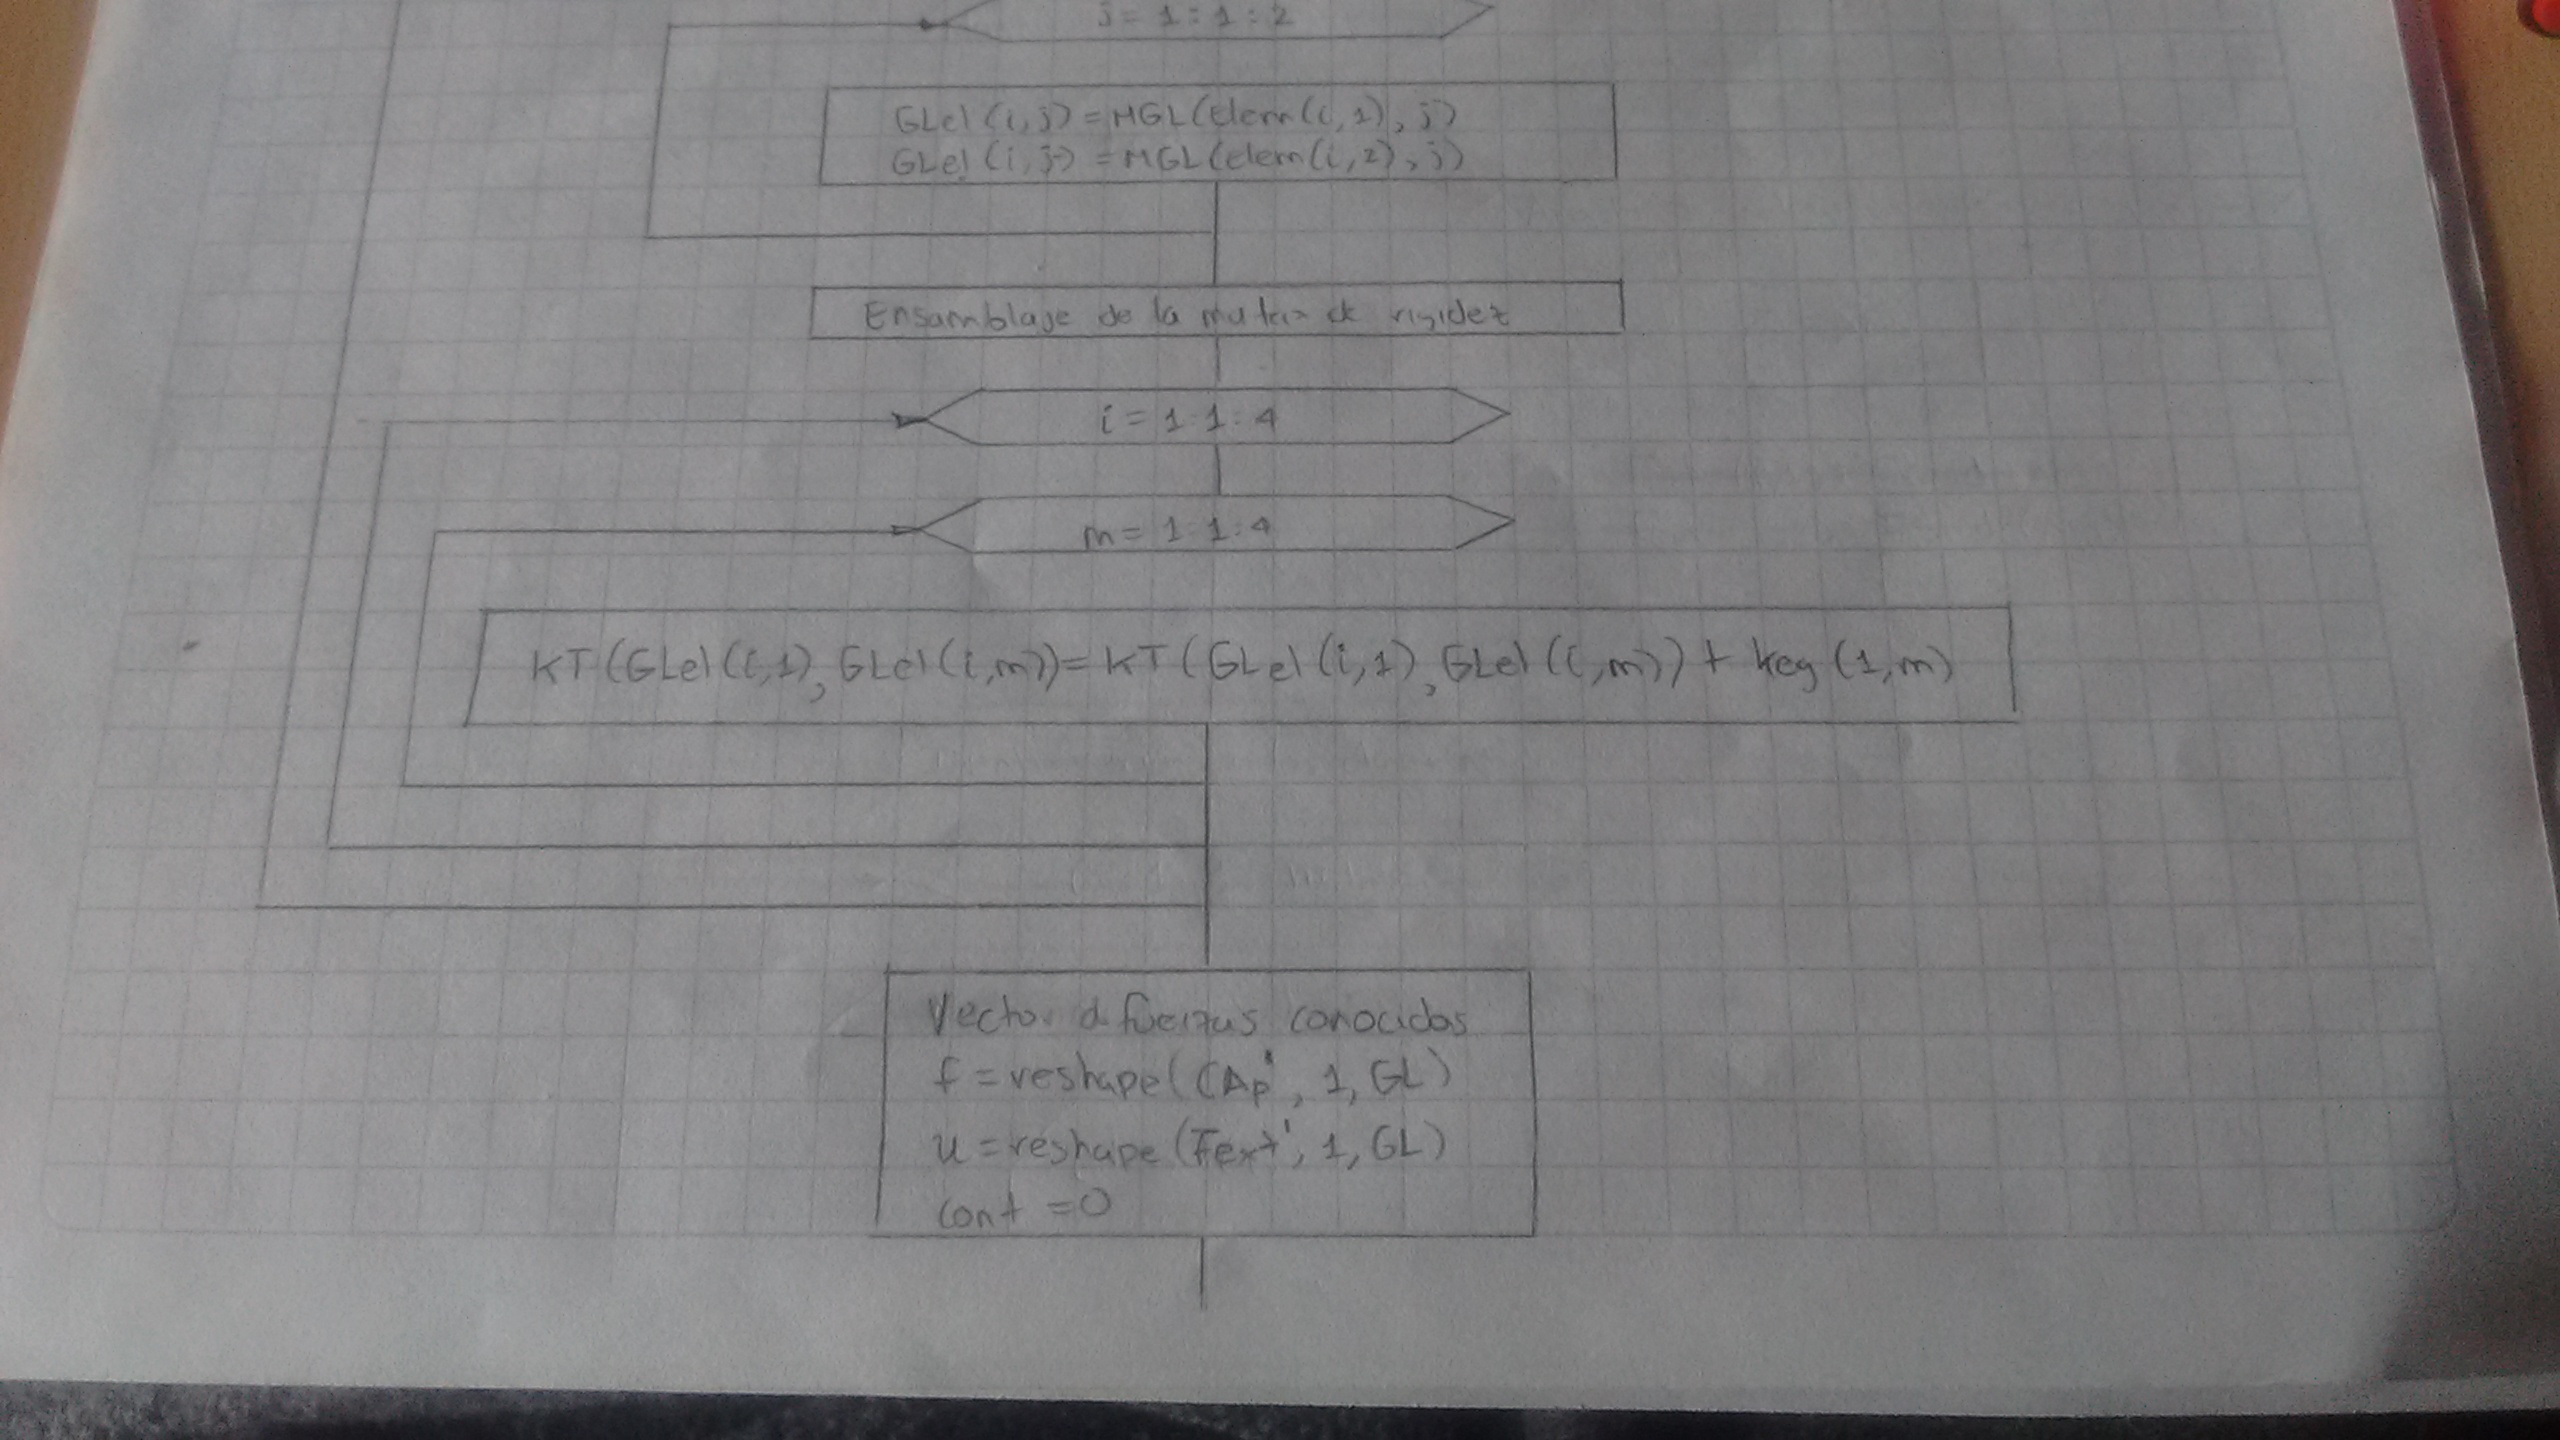 j = 1 : 1 : 2
GLel (i, j) = MGL(Elem(i, 1), j)
GLel (i, j) = MGL(elem(i, 2), j)
Ensamblaje de la matrix de rigidez
i = 1:1:4
m = 1:1:4
KT(GLel(i,1), GLel(i,m)) = KT(GLel(i,1), GLel(i,m)) + keg(1,m)
Vector d fuerzas conocidas
f = reshape(CAp', 1, GL)
u = reshape(Fext', 1, GL)
cont = 0